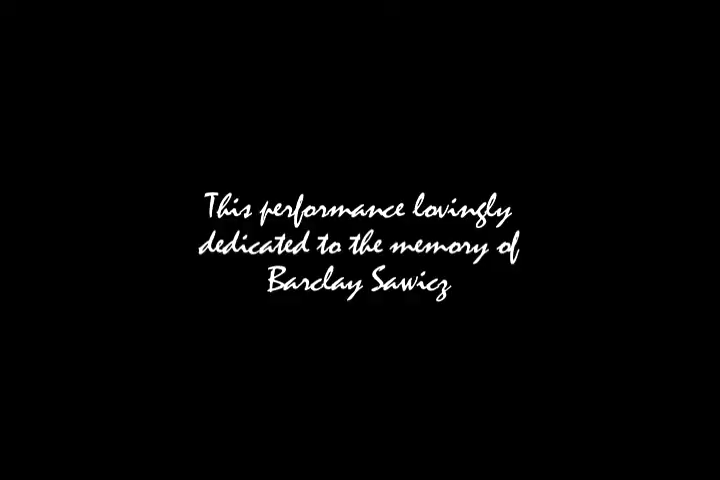 This performance lovingly
dedicated to the memory of
Barclay Sawicz